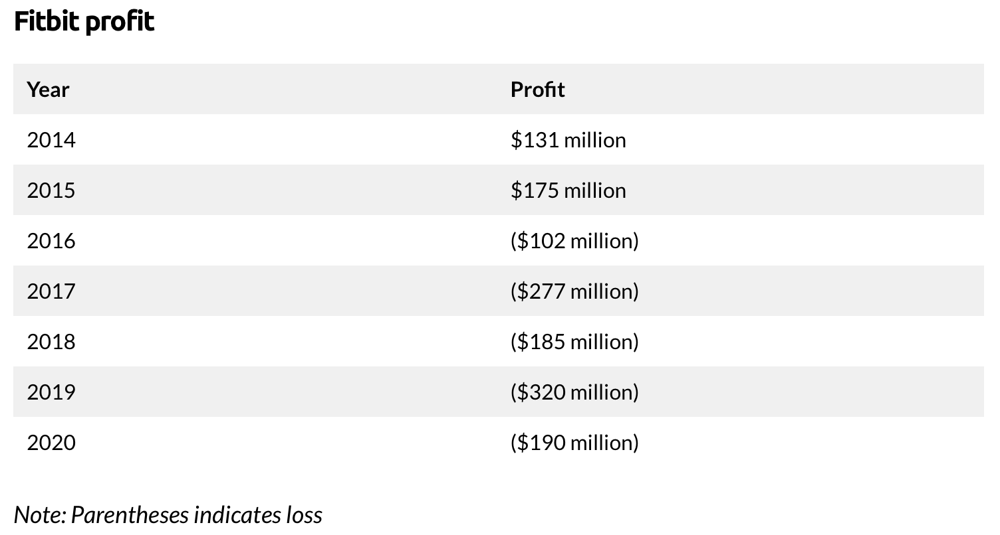 Fitbit profit
Year Profit
2014 $131 million
2015 $175 million
2016 ($102 million)
2017 ($277 million)
2018 ($185 million)
2019 ($320 million)
2020 ($190 million)
Note: Parentheses indicates loss